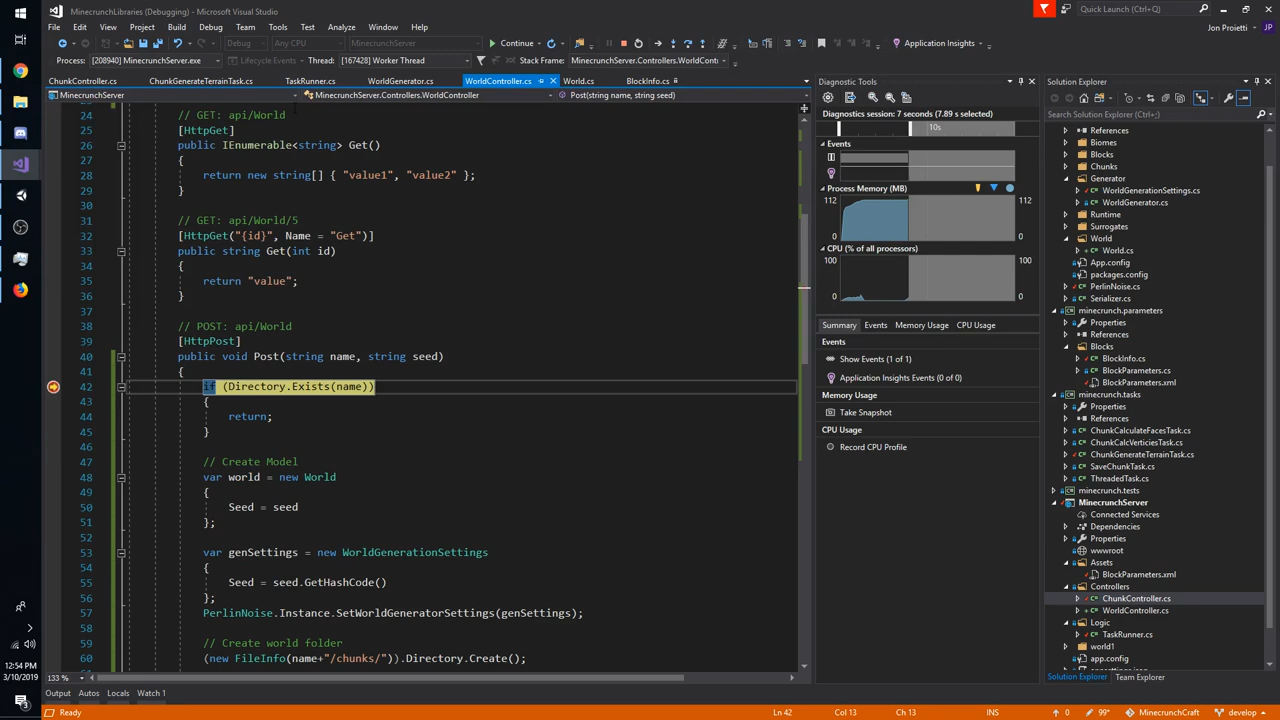 MinecrunchLibraries (Debugging) - Microsoft Visual Studio
Quick Launch (Ctrl+Q)
File Edit View Project Build Debug Team Tools Test Analyze Window Help
Jon Proietti JP
Debug Any CPU MinecrunchServer Continue Application Insights
Process: [208940] MinecrunchServer.exe Lifecycle Events Thread: [167428] Worker Thread Stack Frame: MinecrunchServer.Controllers.WorldCont
ChunkController.cs ChunkGenerateTerrainTask.cs TaskRunner.cs WorldGenerator.cs WorldController.cs World.cs BlockInfo.cs
MinecrunchServer MinecrunchServer.Controllers.WorldController Post(string name, string seed)
24 // GET: api/World
25 [HttpGet]
26 public IEnumerable<string> Get()
27 {
28 return new string[] { "value1", "value2" };
29 }
30
31 // GET: api/World/5
32 [HttpGet("{id}", Name = "Get")]
33 public string Get(int id)
34 {
35 return "value";
36 }
37
38 // POST: api/World
39 [HttpPost]
40 public void Post(string name, string seed)
41 {
42 if (Directory.Exists(name))
43 {
44 return;
45 }
46
47 // Create Model
48 var world = new World
49 {
50 Seed = seed
51 };
52
53 var genSettings = new WorldGenerationSettings
54 {
55 Seed = seed.GetHashCode()
56 };
57 PerlinNoise.Instance.SetWorldGeneratorSettings(genSettings);
58
59 // Create world folder
60 (new FileInfo(name+"/chunks/")).Directory.Create();
133 %
Output Autos Locals Watch 1
Diagnostic Tools
Diagnostics session: 7 seconds (7.89 s selected)
10s
Events
Process Memory (MB)
112 112
0 0
CPU (% of all processors)
100 100
0 0
Summary Events Memory Usage CPU Usage
Events
Show Events (1 of 1)
Application Insights Events (0 of 0)
Memory Usage
Take Snapshot
CPU Usage
Record CPU Profile
Solution Explorer
Search Solution Explorer (Ctrl+;)
References
Biomes
Blocks
Chunks
Generator
WorldGenerationSettings.cs
WorldGenerator.cs
Runtime
Surrogates
World
World.cs
App.config
packages.config
PerlinNoise.cs
Serializer.cs
minecrunch.parameters
Properties
References
Blocks
BlockInfo.cs
BlockParameters.cs
BlockParameters.xml
minecrunch.tasks
Properties
References
ChunkCalculateFacesTask.cs
ChunkCalcVerticiesTask.cs
ChunkGenerateTerrainTask.cs
SaveChunkTask.cs
ThreadedTask.cs
minecrunch.tests
MinecrunchServer
Connected Services
Dependencies
Properties
wwwroot
Assets
BlockParameters.xml
Controllers
ChunkController.cs
WorldController.cs
Logic
TaskRunner.cs
world1
app.config
Solution Explorer Team Explorer
12:54 PM
3/10/2019
3
Ready Ln 42 Col 13 Ch 13 INS 0 99* MinecrunchCraft develop